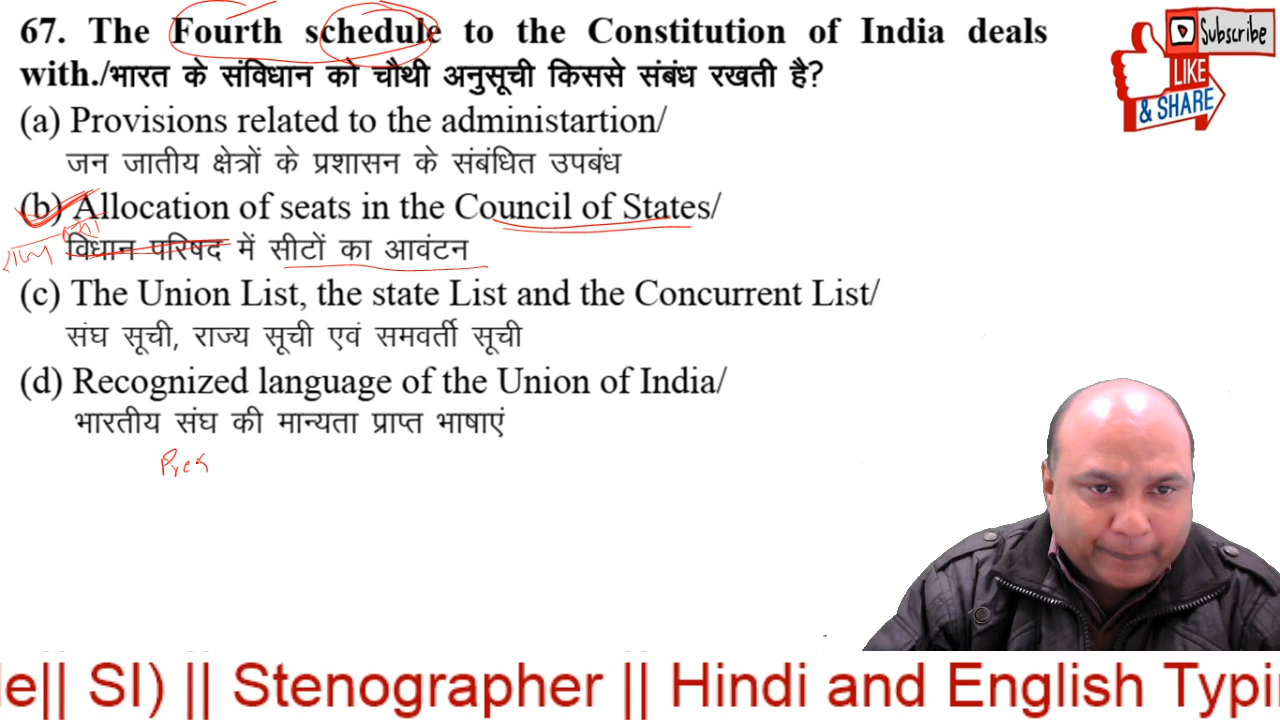 67. The Fourth schedule to the Constitution of India deals
with./भारत के संविधान को चौथी अनुसूची किससे संबंध रखती है?
(a) Provisions related to the administartion/
जन जातीय क्षेत्रों के प्रशासन के संबंधित उपबंध
(b) Allocation of seats in the Council of States/
राज्य सभा
विधान परिषद में सीटों का आवंटन
(c) The Union List, the state List and the Concurrent List/
संघ सूची, राज्य सूची एवं समवर्ती सूची
(d) Recognized language of the Union of India/
भारतीय संघ की मान्यता प्राप्त भाषाएं
Subscribe
LIKE
& SHARE
le|| SI) || Stenographer || Hindi and English Typi